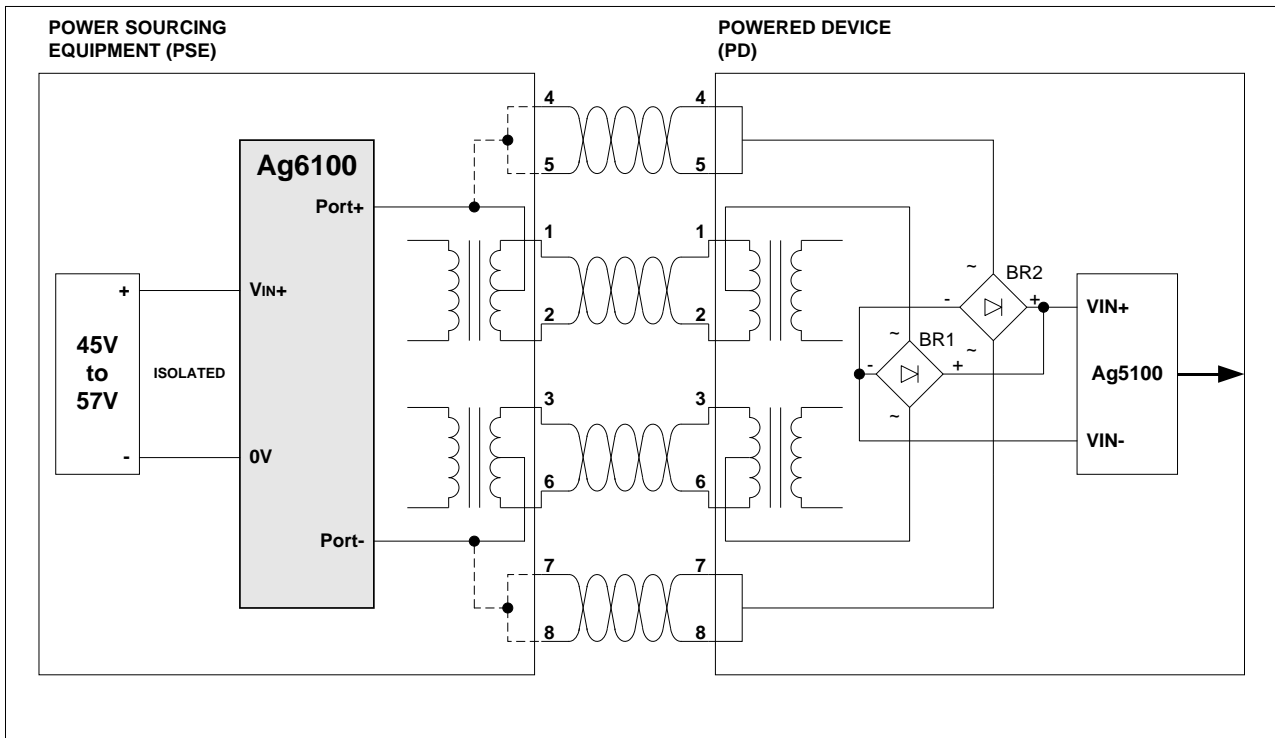 POWER SOURCING
EQUIPMENT (PSE)
POWERED DEVICE
(PD)
Ag6100
Port+
VIN+
0V
Port-
+
45V
to
57V
-
ISOLATED
4
5
1
2
3
6
7
8
4
5
1
2
3
6
7
8
~
BR2
-
+
~
~
BR1
-
+
~
VIN+
Ag5100
VIN-